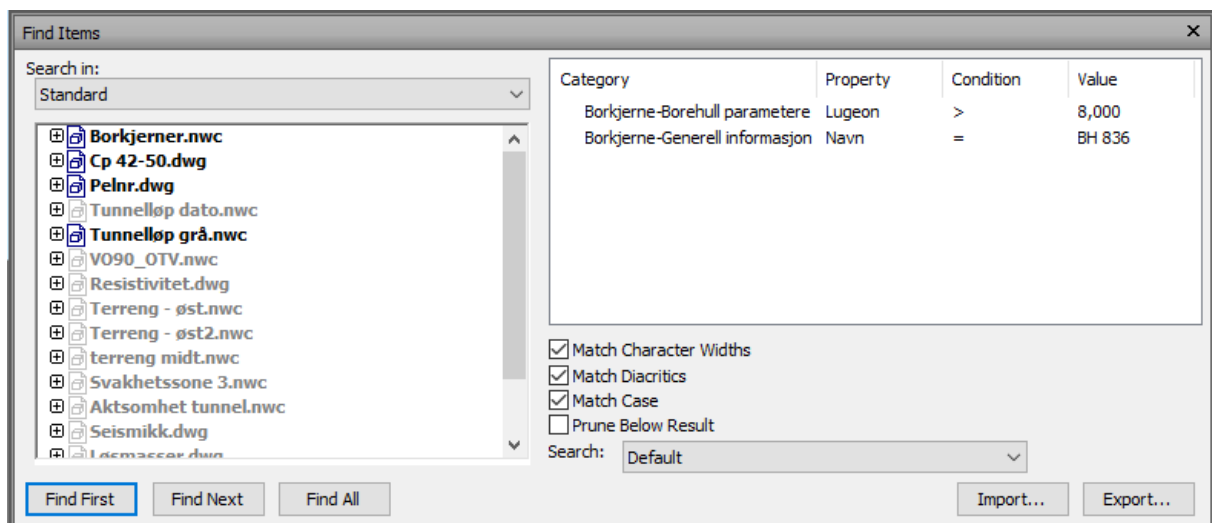 Find Items
Search in:
Standard
Borkjerner.nwc
Cp 42-50.dwg
Pelnr.dwg
Tunnelløp dato.nwc
Tunnelløp grå.nwc
VO90_OTV.nwc
Resistivitet.dwg
Terreng - øst.nwc
Terreng - øst2.nwc
terreng midt.nwc
Svakhetssone 3.nwc
Aktsomhet tunnel.nwc
Seismikk.dwg
Løsmasser.dwg
Category Property Condition Value
Borkjerne-Borehull parametere Lugeon > 8,000
Borkjerne-Generell informasjon Navn = BH 836
Match Character Widths
Match Diacritics
Match Case
Prune Below Result
Search: Default
Find First Find Next Find All Import... Export...